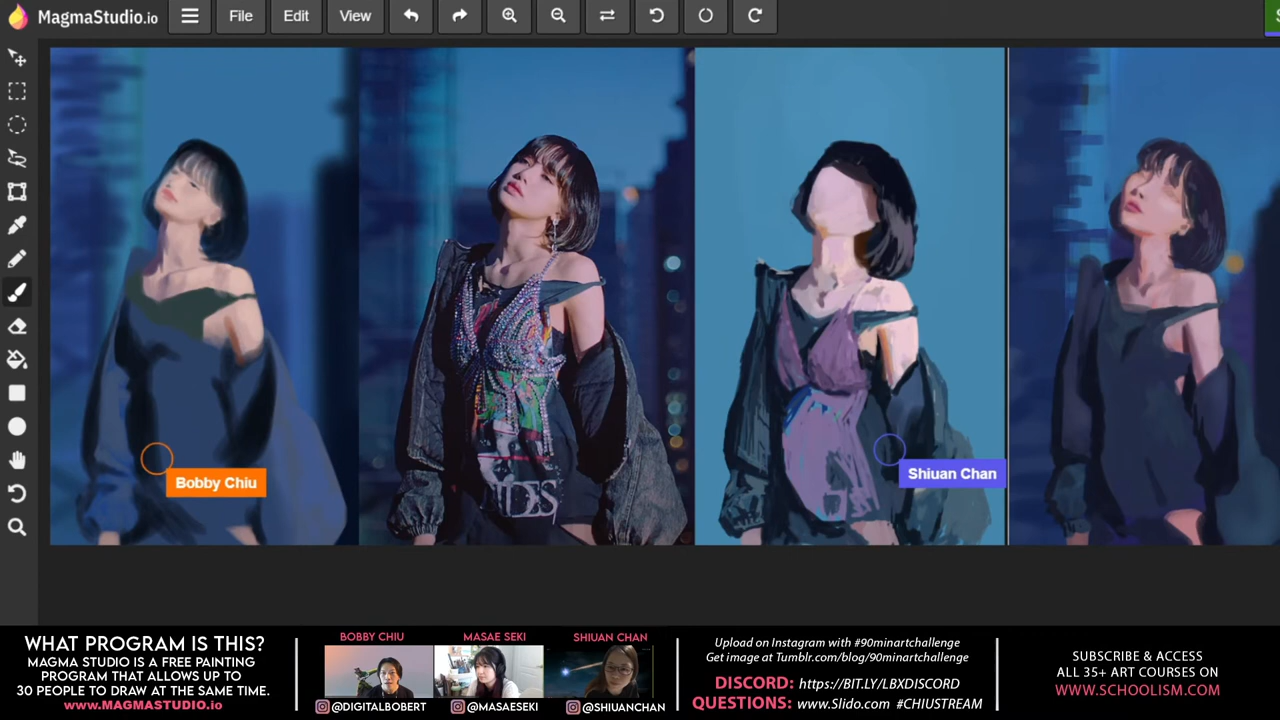 MagmaStudio.io
File
Edit
View
S
IDES
Bobby Chiu
Shiuan Chan
WHAT PROGRAM IS THIS?
MAGMA STUDIO IS A FREE PAINTING
PROGRAM THAT ALLOWS UP TO
30 PEOPLE TO DRAW AT THE SAME TIME.
www.MAGMASTUDIO.io
BOBBY CHIU
MASAE SEKI
SHIUAN CHAN
@DIGITALBOBERT
@MASAESEKI
@SHIUANCHAN
Upload on Instagram with #90minartchallenge
Get image at Tumblr.com/blog/90minartchallenge
DISCORD: https://BIT.LY/LBXDISCORD
QUESTIONS: www.Slido.com #CHIUSTREAM
SUBSCRIBE & ACCESS
ALL 35+ ART COURSES ON
WWW.SCHOOLISM.COM